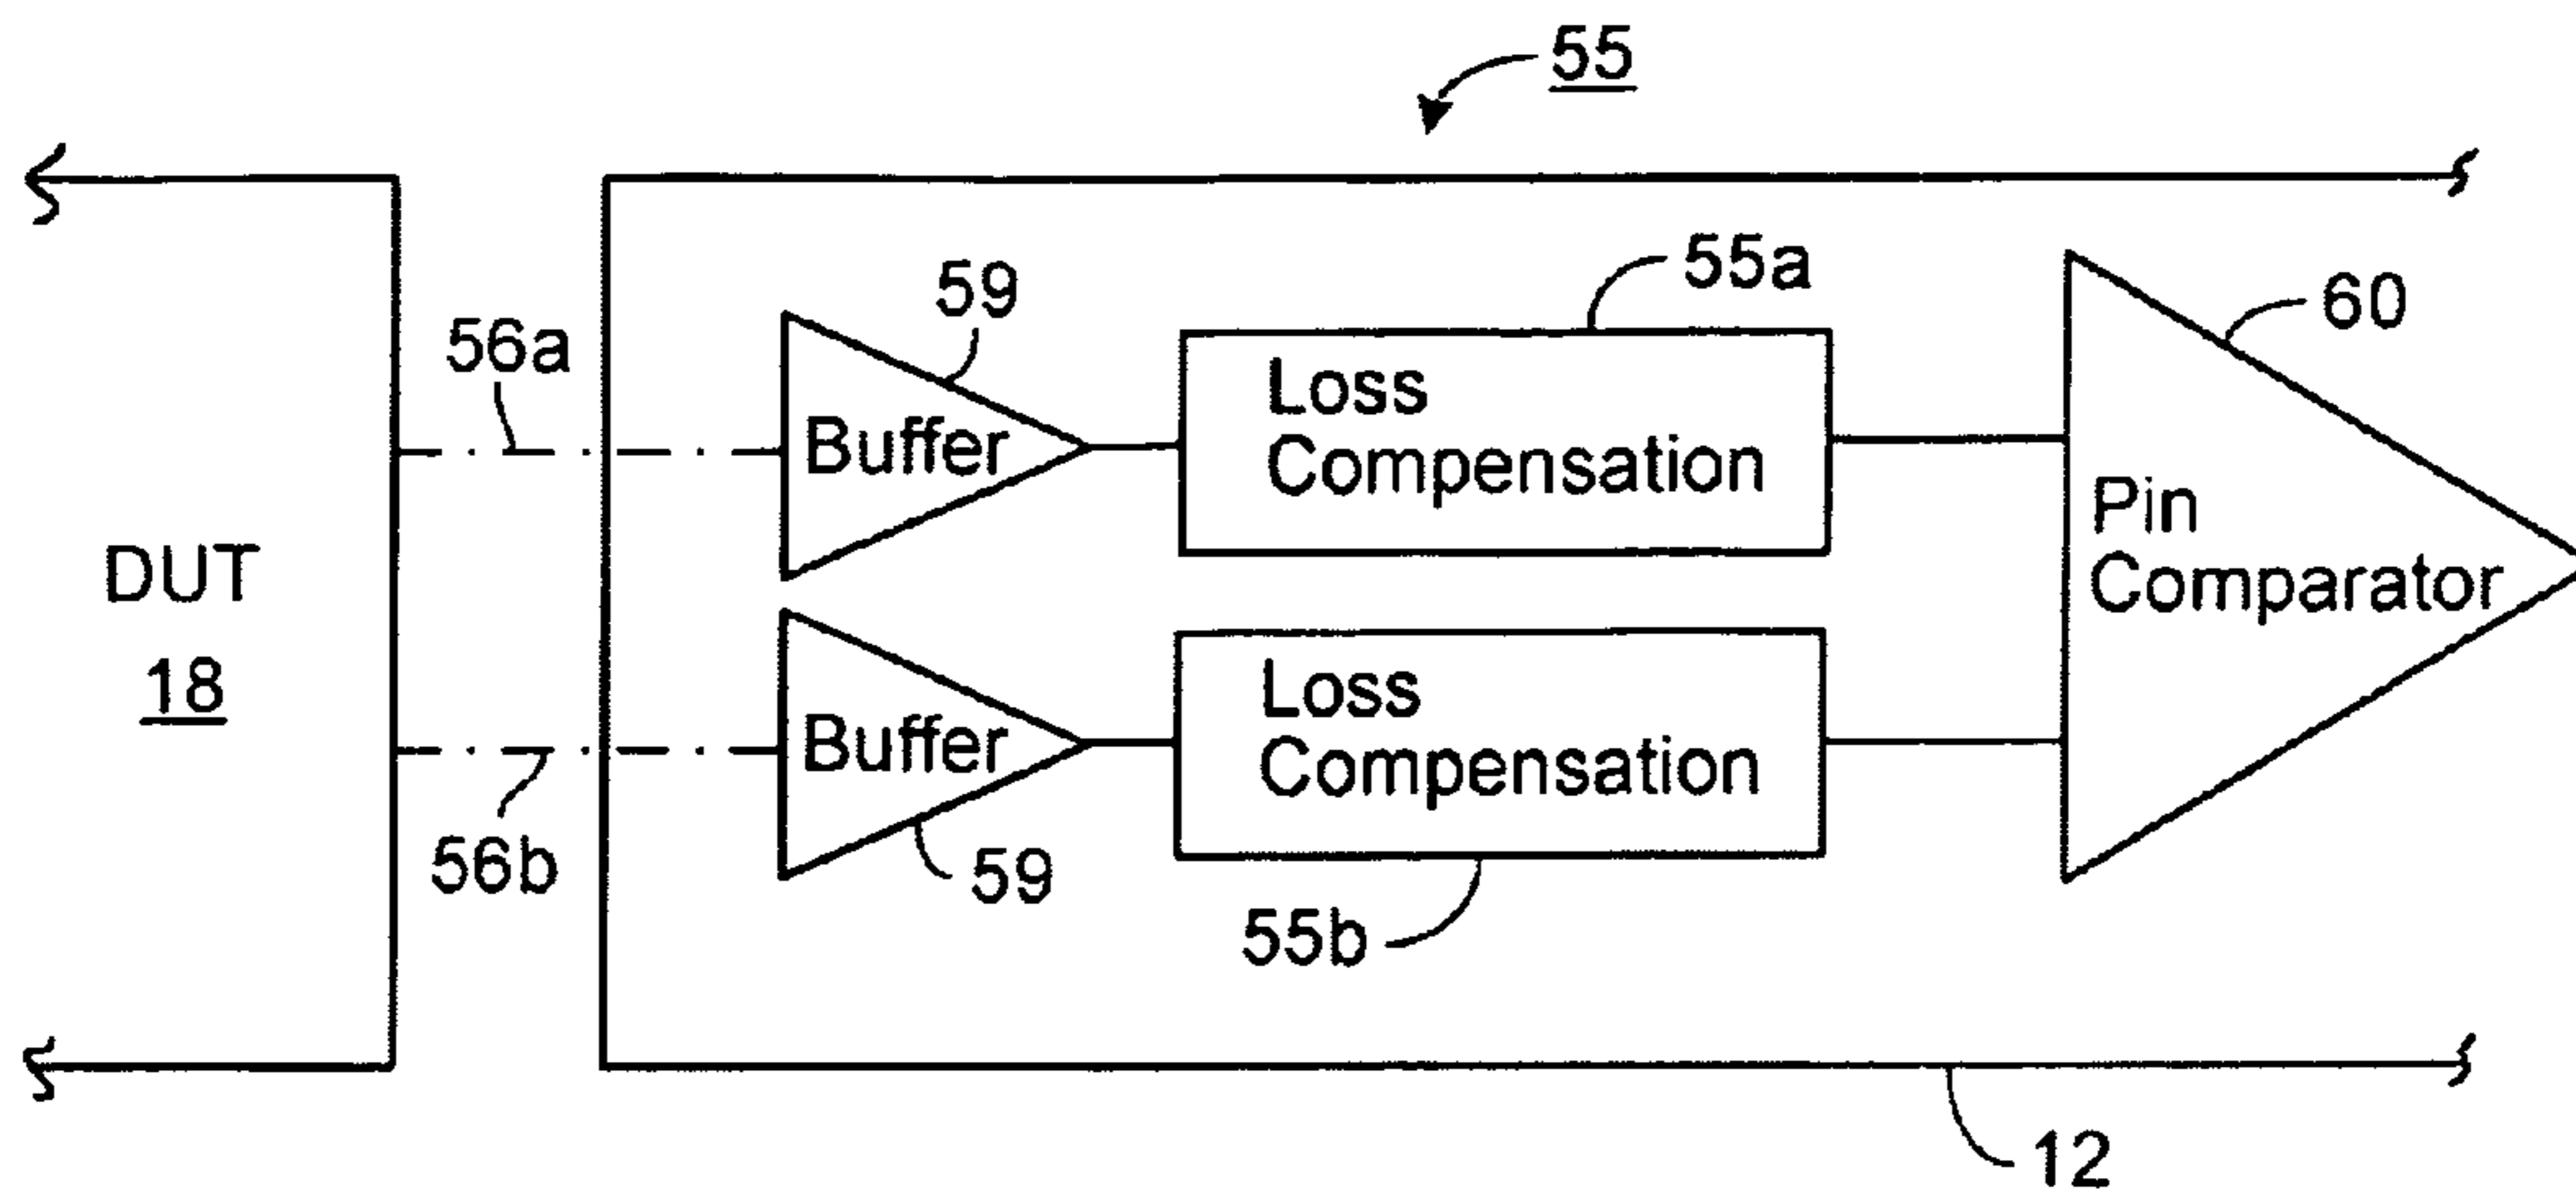 55
55a
59
60
56a
Loss
Compensation
Buffer
Pin
Comparator
DUT
18
Loss
Compensation
Buffer
56b
59
55b
12